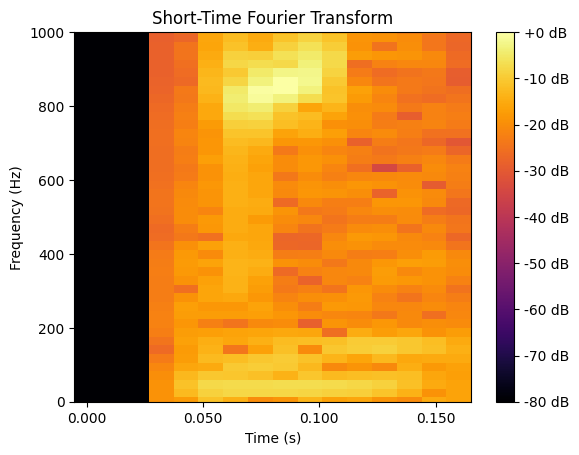 Short-Time Fourier Transform
1000
800
600
400
200
0
Frequency (Hz)
0.000
0.050
0.100
0.150
Time (s)
+0 dB
-10 dB
-20 dB
-30 dB
-40 dB
-50 dB
-60 dB
-70 dB
-80 dB